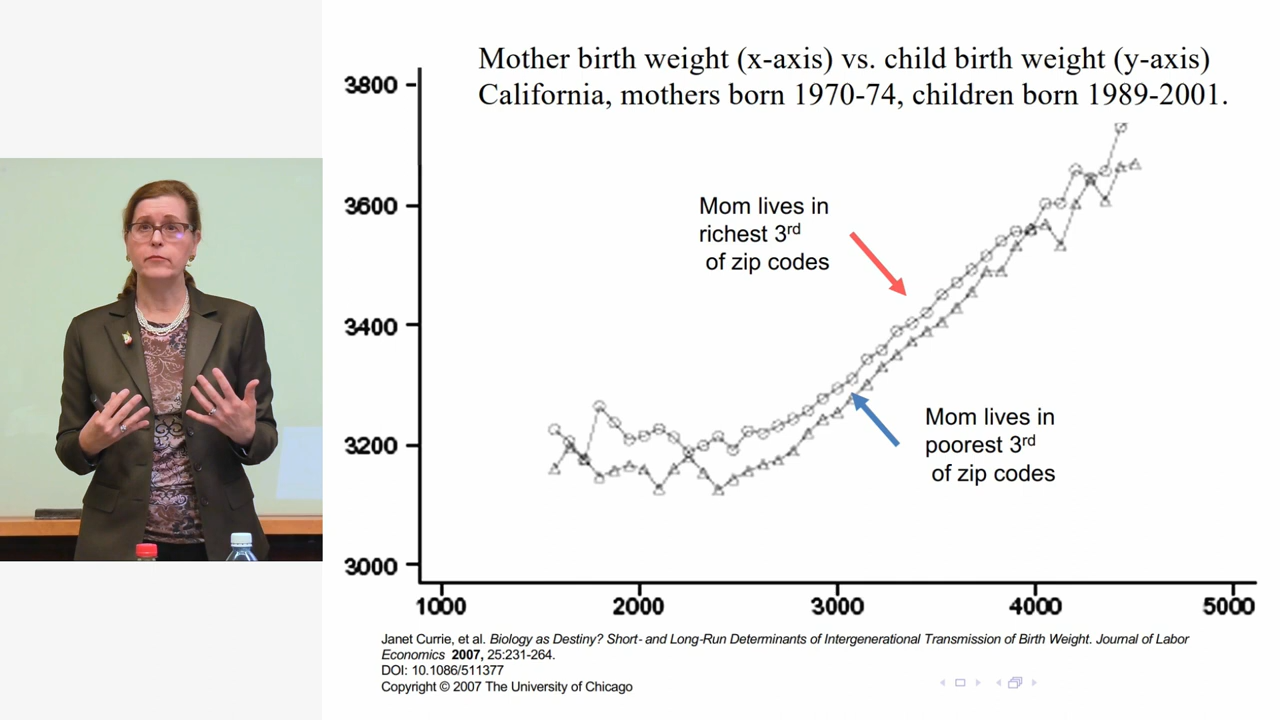 Mother birth weight (x-axis) vs. child birth weight (y-axis)
California, mothers born 1970-74, children born 1989-2001.
3800
3600
3400
3200
3000
Mom lives in
richest 3rd
of zip codes
Mom lives in
poorest 3rd
of zip codes
1000 2000 3000 4000 5000
Janet Currie, et al. Biology as Destiny? Short- and Long-Run Determinants of Intergenerational Transmission of Birth Weight. Journal of Labor
Economics 2007, 25:231-264.
DOI: 10.1086/511377
Copyright © 2007 The University of Chicago